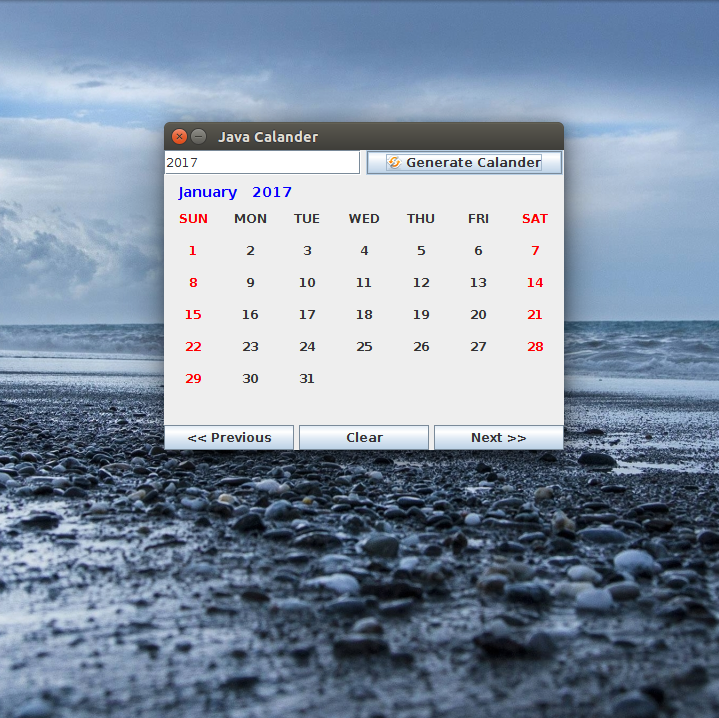 Java Calander
2017 Generate Calander
January 2017
SUN MON TUE WED THU FRI SAT
1 2 3 4 5 6 7
8 9 10 11 12 13 14
15 16 17 18 19 20 21
22 23 24 25 26 27 28
29 30 31
<< Previous Clear Next >>